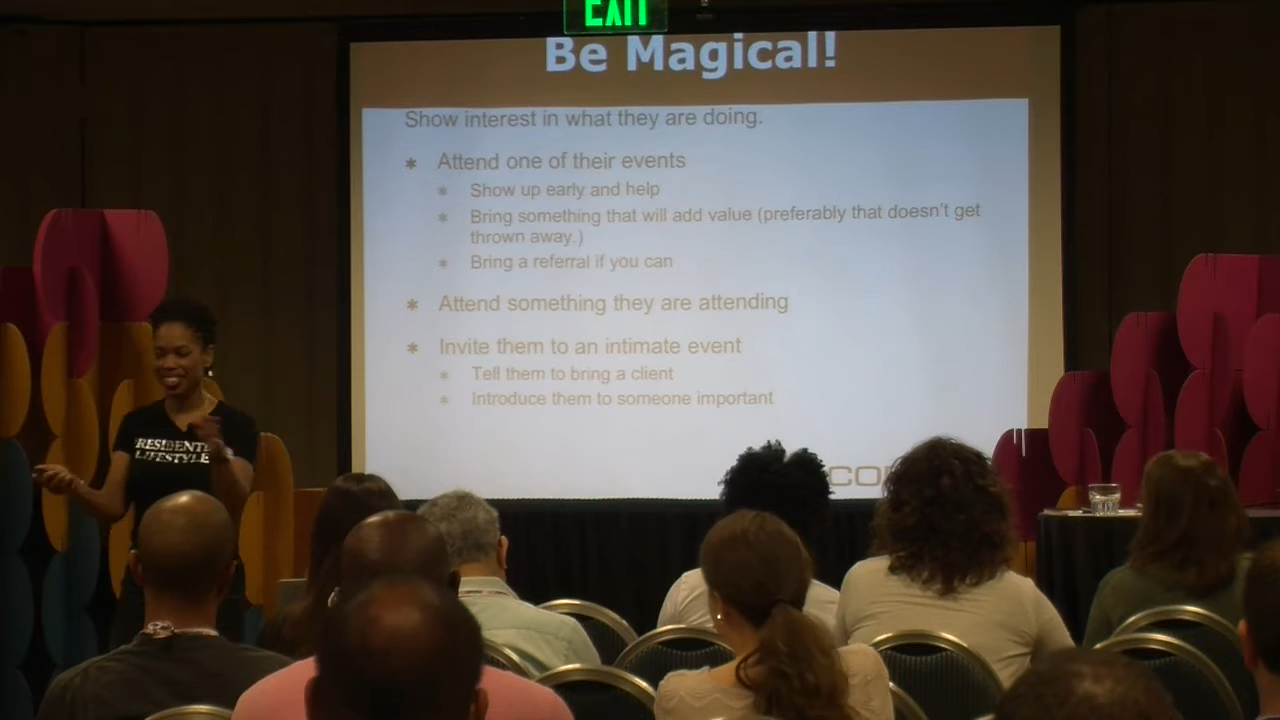 EXIT
Be Magical!
Show interest in what they are doing.
* Attend one of their events
* Show up early and help
* Bring something that will add value (preferably that doesn't get
thrown away.)
* Bring a referral if you can
* Attend something they are attending
* Invite them to an intimate event
* Tell them to bring a client
* Introduce them to someone important
LIFESTYLE